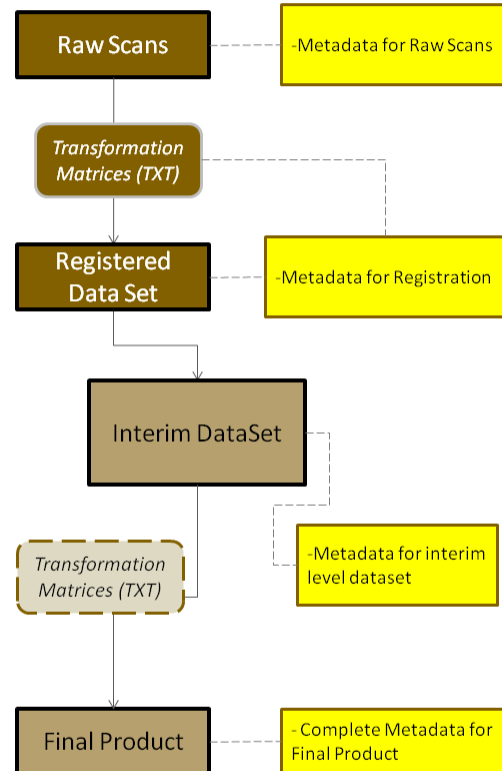 Raw Scans
-Metadata for Raw Scans
Transformation
Matrices (TXT)
Registered
Data Set
-Metadata for Registration
Interim DataSet
-Metadata for interim
level dataset
Transformation
Matrices (TXT)
Final Product
- Complete Metadata for
Final Product